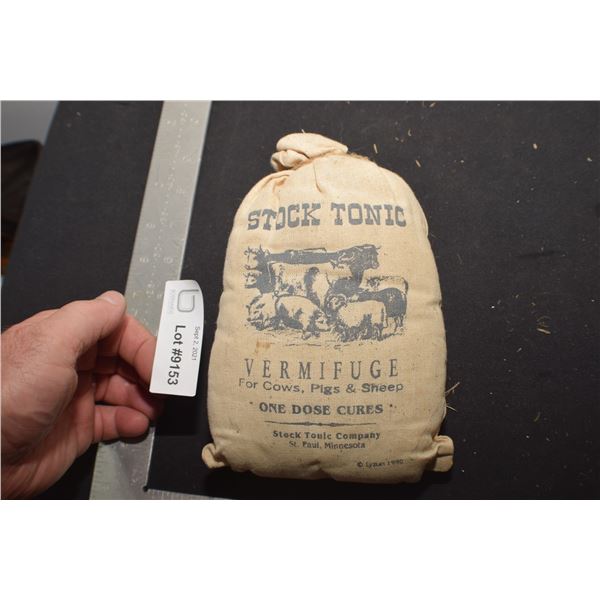 STOCK TONIC
VERMIFUGE
For Cows, Pigs & Sheep
· ONE DOSE CURES ·
Stock Tonic Company
St. Paul, Minnesota
Sept 2, 2021
Lot #9153